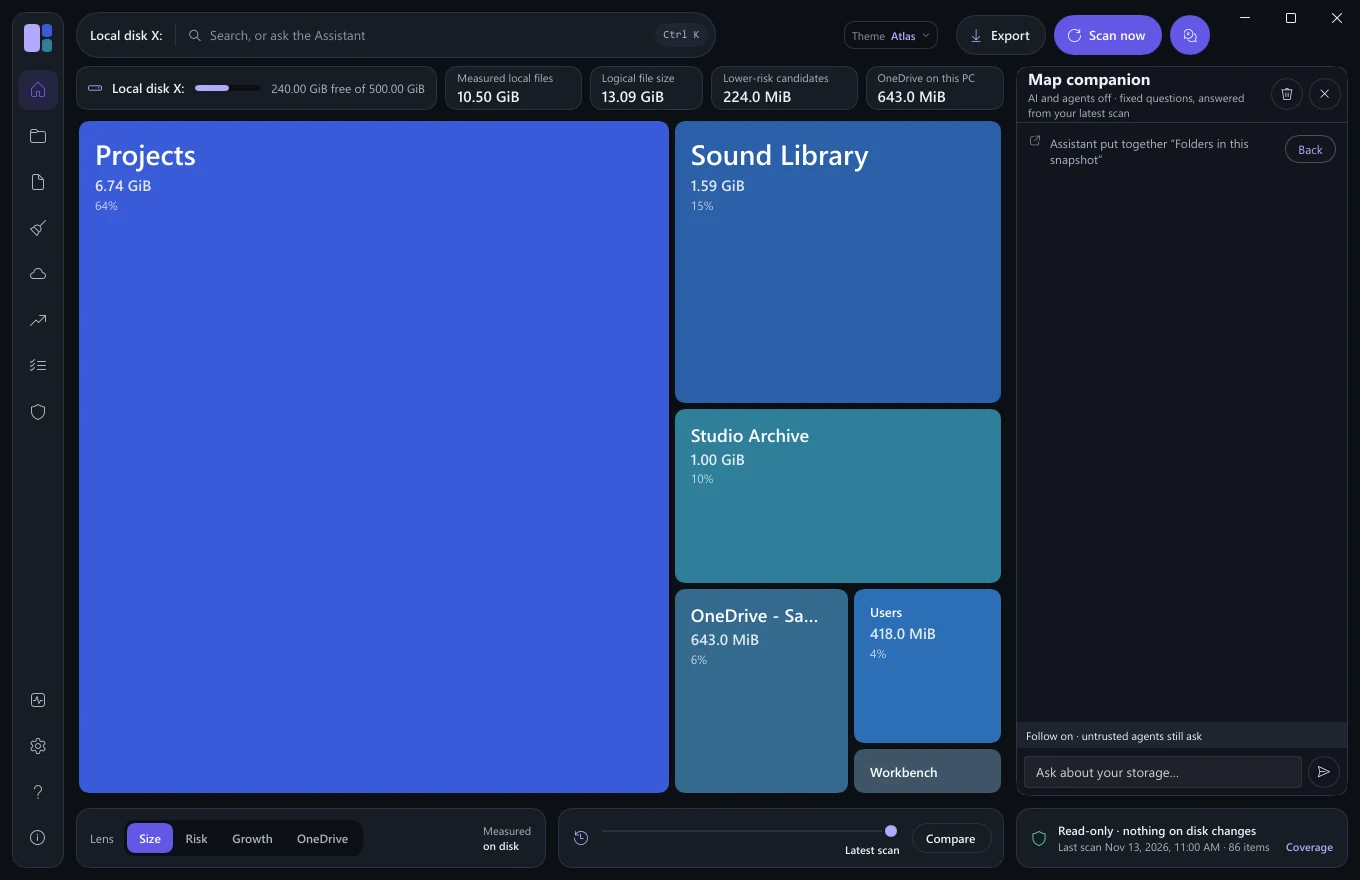 Local disk X:
Search, or ask the Assistant
Ctrl K
Theme Atlas
Export
Scan now
Local disk X:
240.00 GiB free of 500.00 GiB
Measured local files
10.50 GiB
Logical file size
13.09 GiB
Lower-risk candidates
224.0 MiB
OneDrive on this PC
643.0 MiB
Map companion
AI and agents off · fixed questions, answered
from your latest scan
Assistant put together “Folders in this
snapshot”
Back
Projects
6.74 GiB
64%
Sound Library
1.59 GiB
15%
Studio Archive
1.00 GiB
10%
OneDrive - Sa...
643.0 MiB
6%
Users
418.0 MiB
4%
Workbench
Follow on · untrusted agents still ask
Ask about your storage...
Lens
Size
Risk
Growth
OneDrive
Measured
on disk
Latest scan
Compare
Read-only · nothing on disk changes
Last scan Nov 13, 2026, 11:00 AM · 86 items
Coverage